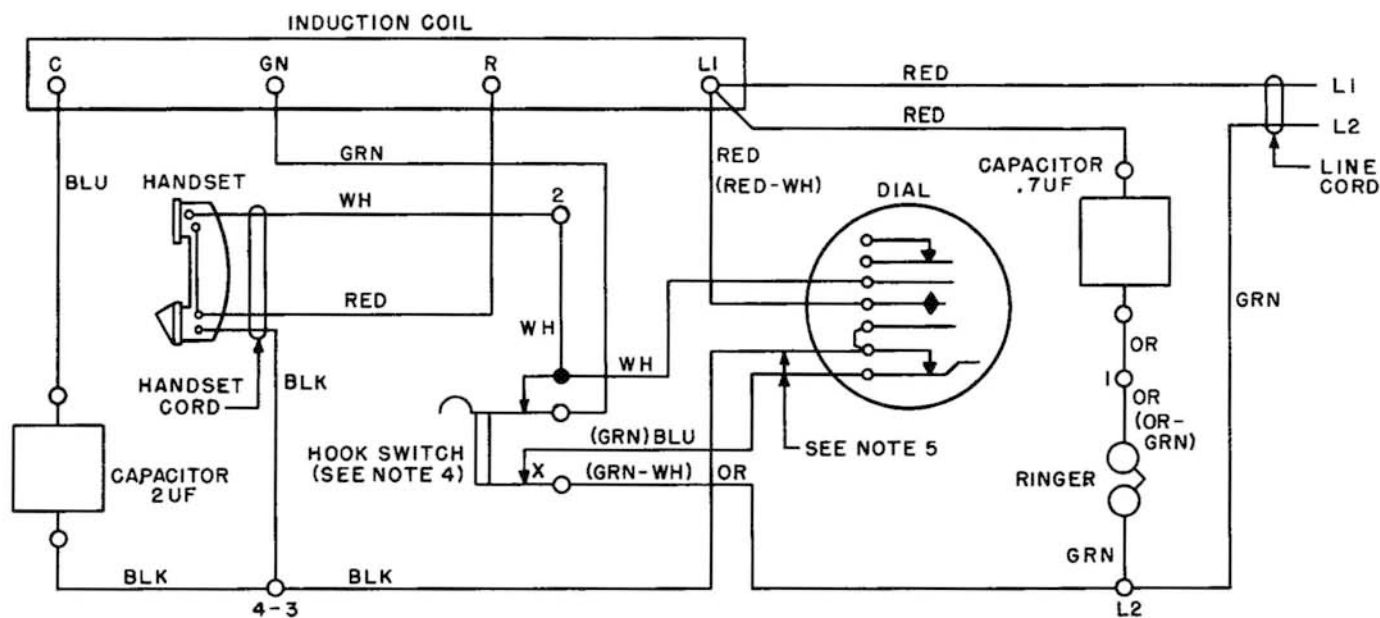 INDUCTION COIL
C
GN
R
L1
RED
L1
RED
L2
GRN
RED
(RED-WH)
CAPACITOR
.7UF
LINE
CORD
BLU
HANDSET
WH
2
DIAL
GRN
RED
WH
WH
OR
HANDSET
CORD
BLK
1
OR
(OR-
GRN)
HOOK SWITCH
(SEE NOTE 4)
(GRN)BLU
SEE NOTE 5
X
(GRN-WH)
OR
RINGER
CAPACITOR
2UF
GRN
BLK
BLK
4-3
L2